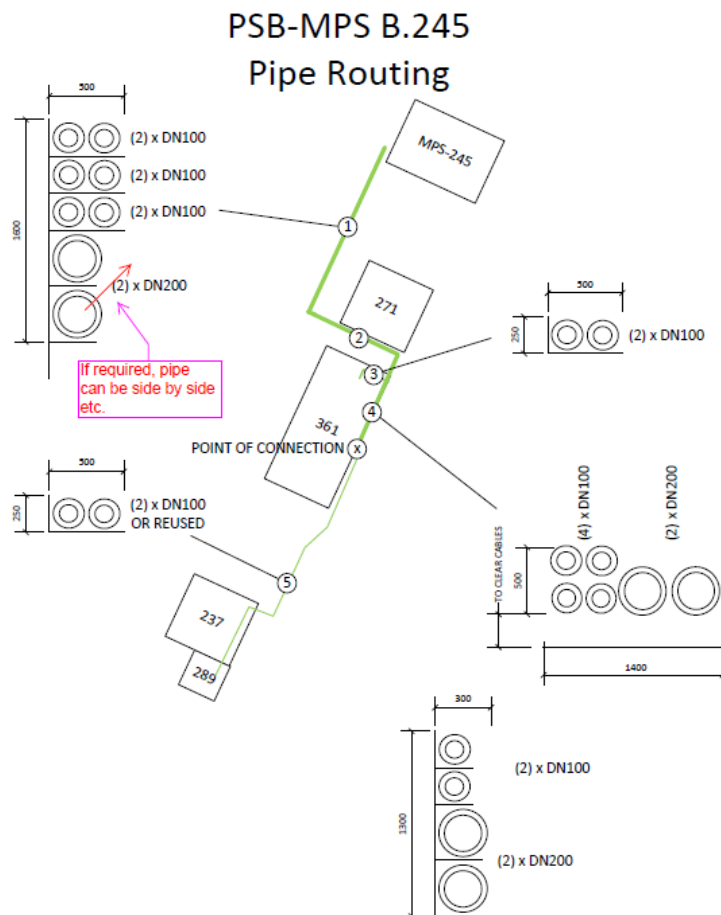 PSB-MPS B.245
Pipe Routing
500
1600
(2) x DN100
(2) x DN100
(2) x DN100
(2) x DN200
If required, pipe
can be side by side
etc.
MPS-245
1
271
2
3
500
250
(2) x DN100
4
361
POINT OF CONNECTION
X
500
250
(2) x DN100
OR REUSED
5
237
289
(4) x DN100
(2) x DN200
TO CLEAR CABLES
500
1400
300
1300
(2) x DN100
(2) x DN200